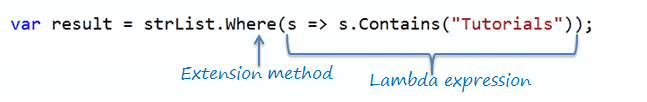 var result = strList.Where(s => s.Contains("Tutorials"));
Extension method
Lambda expression